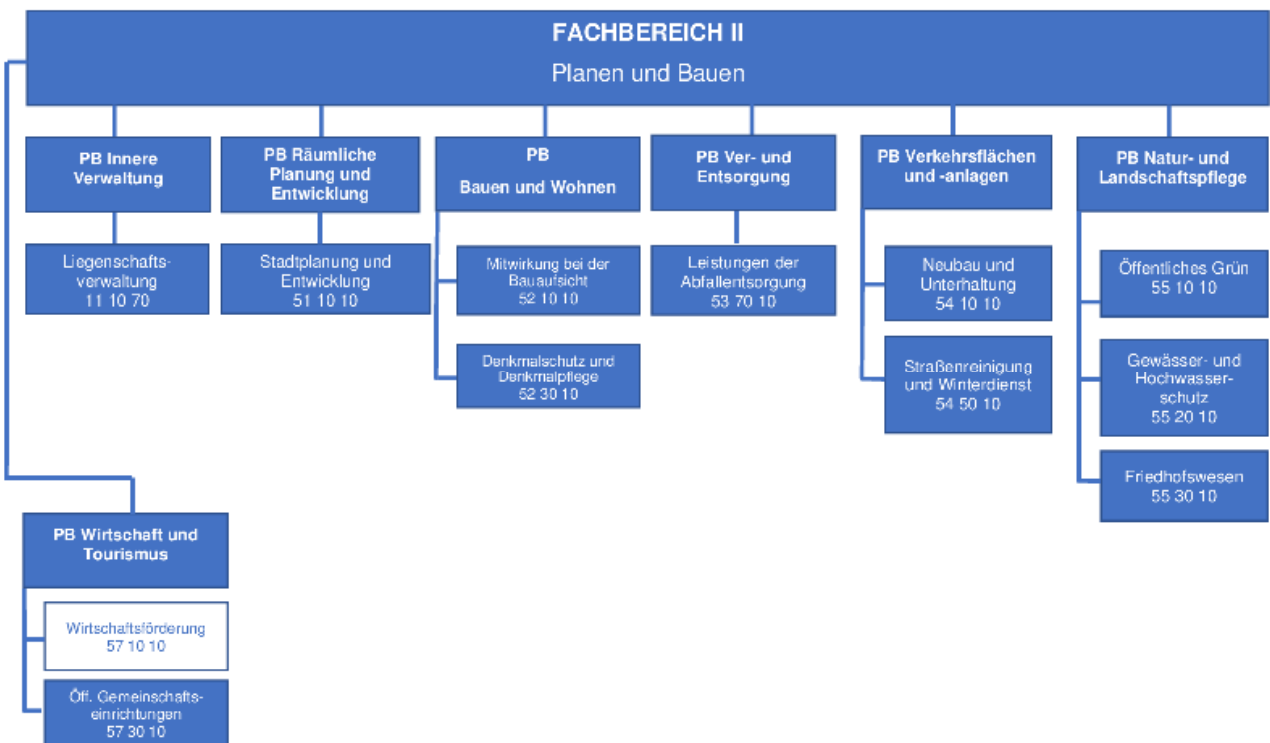 FACHBEREICH II
Planen und Bauen
PB Innere
Verwaltung
Liegenschafts-
verwaltung
11 10 70
PB Räumliche
Planung und
Entwicklung
Stadtplanung und
Entwicklung
51 10 10
PB
Bauen und Wohnen
Mitwirkung bei der
Bauaufsicht
52 10 10
Denkmalschutz und
Denkmalpflege
52 30 10
PB Ver- und
Entsorgung
Leistungen der
Abfallentsorgung
53 70 10
PB Verkehrsflächen
und -anlagen
Neubau und
Unterhaltung
54 10 10
Straßenreinigung
und Winterdienst
54 50 10
PB Natur- und
Landschaftspflege
Öffentliches Grün
55 10 10
Gewässer- und
Hochwasser-
schutz
55 20 10
Friedhofswesen
55 30 10
PB Wirtschaft und
Tourismus
Wirtschaftsförderung
57 10 10
Öff. Gemeinschafts-
einrichtungen
57 30 10